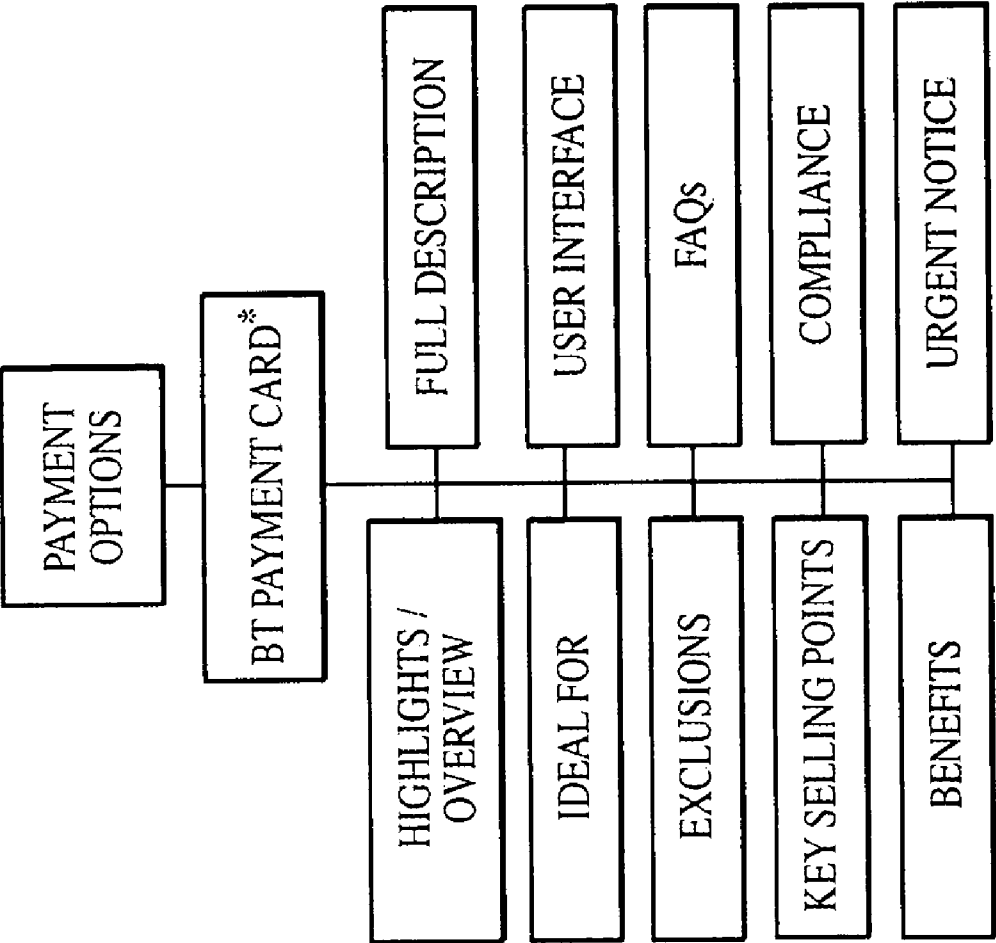 PAYMENT
OPTIONS
BT PAYMENT CARD*
HIGHLIGHTS /
OVERVIEW
FULL DESCRIPTION
IDEAL FOR
USER INTERFACE
EXCLUSIONS
FAQs
KEY SELLING POINTS
COMPLIANCE
BENEFITS
URGENT NOTICE